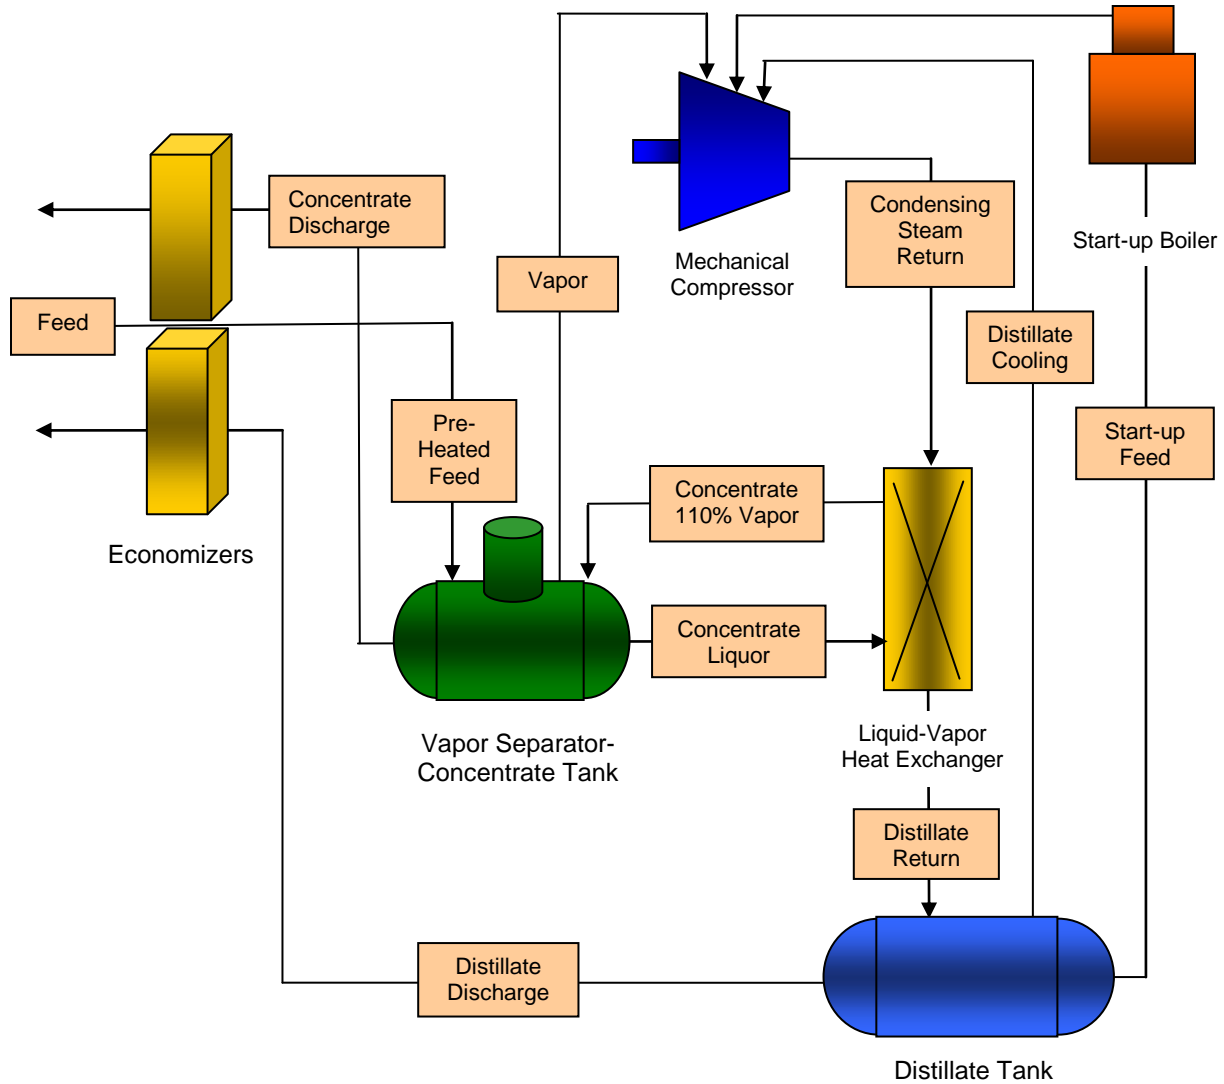 Concentrate
Discharge
Condensing
Steam
Return
Start-up Boiler
Mechanical
Compressor
Vapor
Feed
Distillate
Cooling
Pre-
Heated
Feed
Start-up
Feed
Concentrate
110% Vapor
Economizers
Concentrate
Liquor
Vapor Separator-
Concentrate Tank
Liquid-Vapor
Heat Exchanger
Distillate
Return
Distillate
Discharge
Distillate Tank